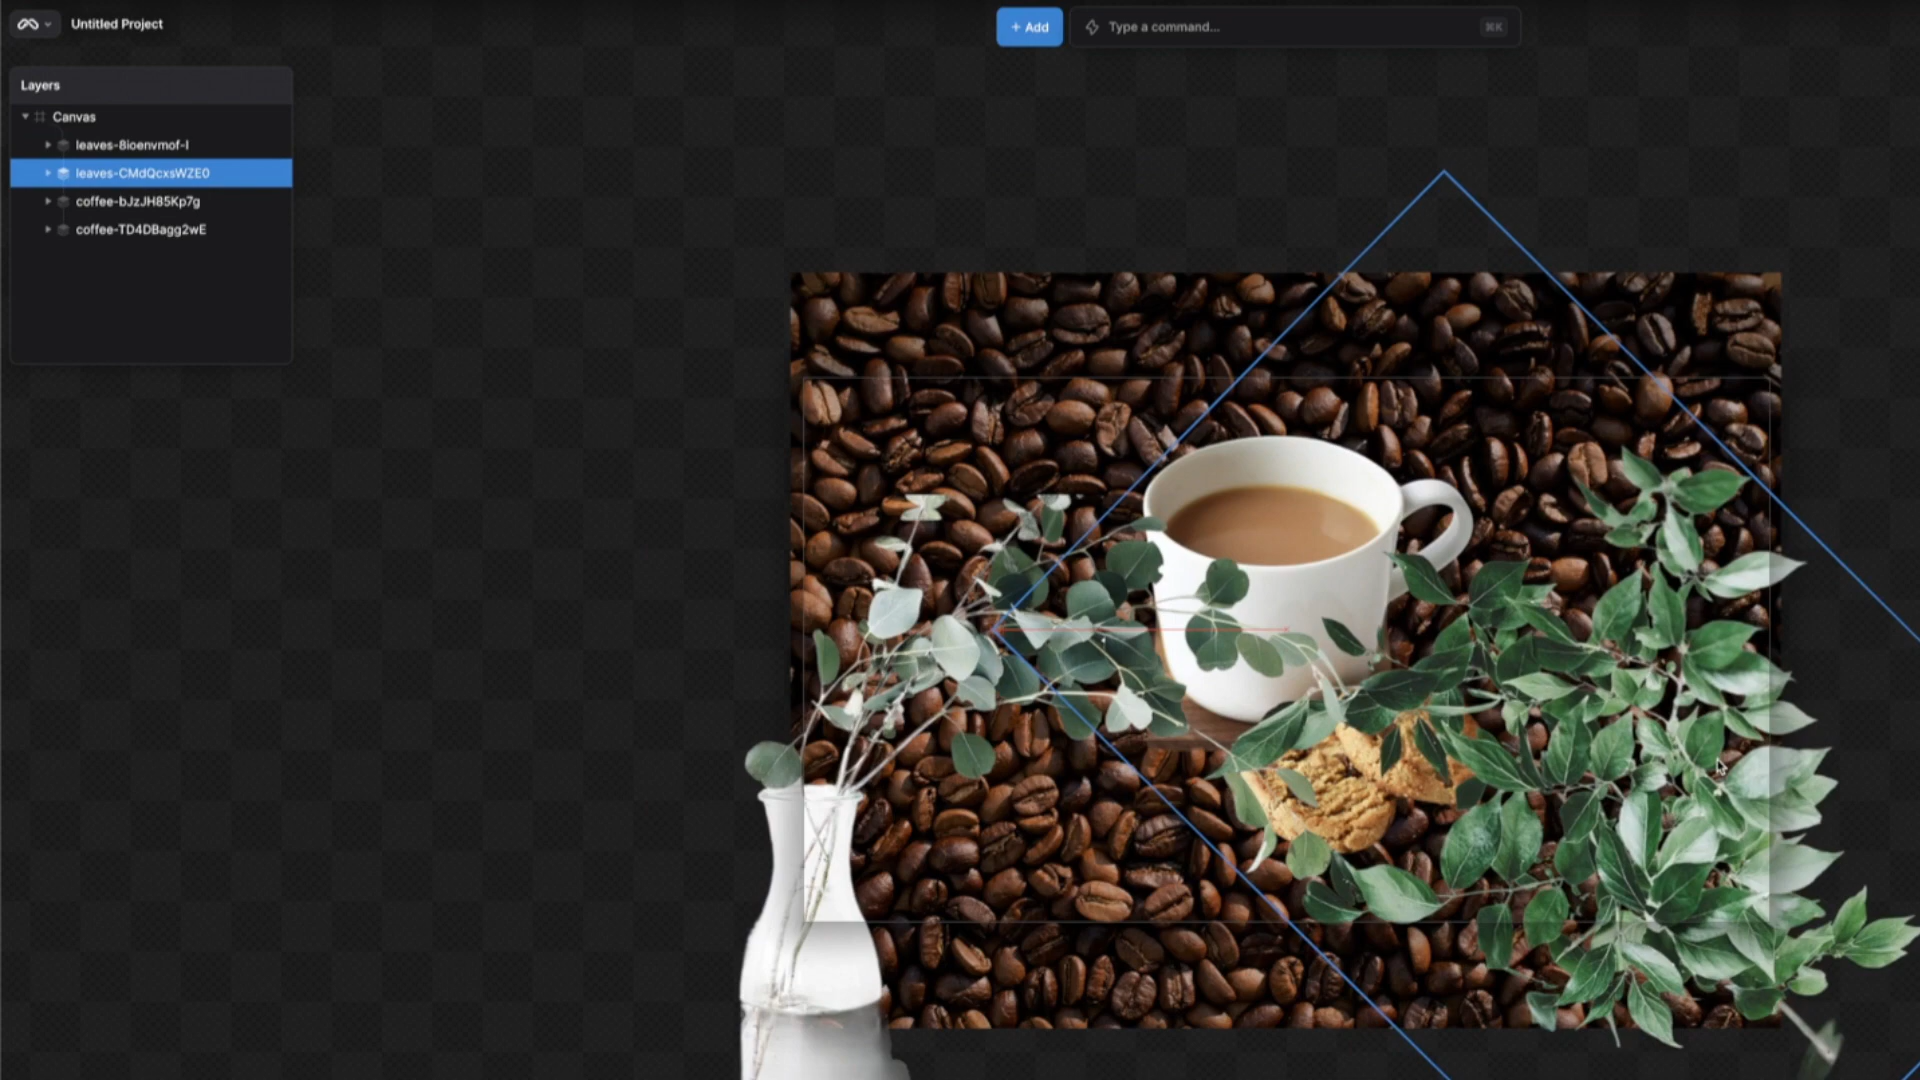 Untitled Project
+ Add
Type a command...
⌘K
Layers
Canvas
leaves-8ioenvmof-I
leaves-CMdQcxsWZE0
coffee-bJzJH85Kp7g
coffee-TD4DBagg2wE